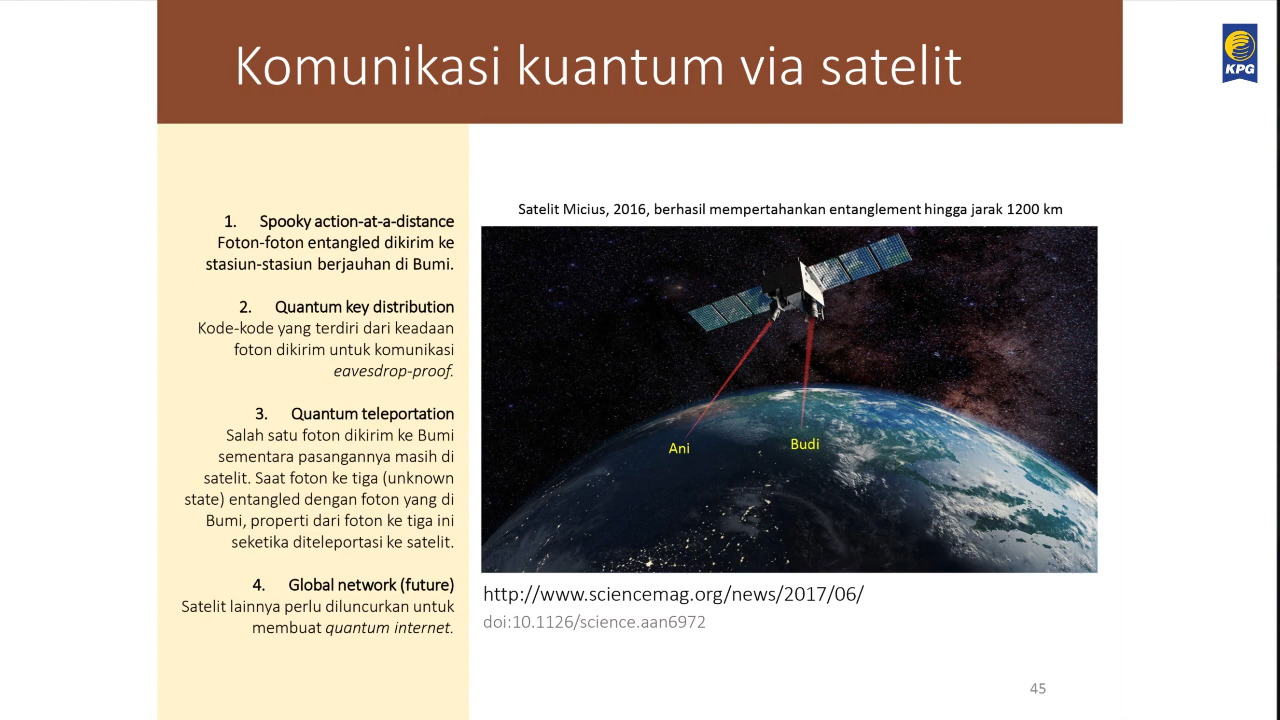 Komunikasi kuantum via satelit
KPG
1. Spooky action-at-a-distance
Foton-foton entangled dikirim ke
stasiun-stasiun berjauhan di Bumi.
2. Quantum key distribution
Kode-kode yang terdiri dari keadaan
foton dikirim untuk komunikasi
eavesdrop-proof.
3. Quantum teleportation
Salah satu foton dikirim ke Bumi
sementara pasangannya masih di
satelit. Saat foton ke tiga (unknown
state) entangled dengan foton yang di
Bumi, properti dari foton ke tiga ini
seketika diteleportasi ke satelit.
4. Global network (future)
Satelit lainnya perlu diluncurkan untuk
membuat quantum internet.
Satelit Micius, 2016, berhasil mempertahankan entanglement hingga jarak 1200 km
Ani
Budi
http://www.sciencemag.org/news/2017/06/
doi:10.1126/science.aan6972
45